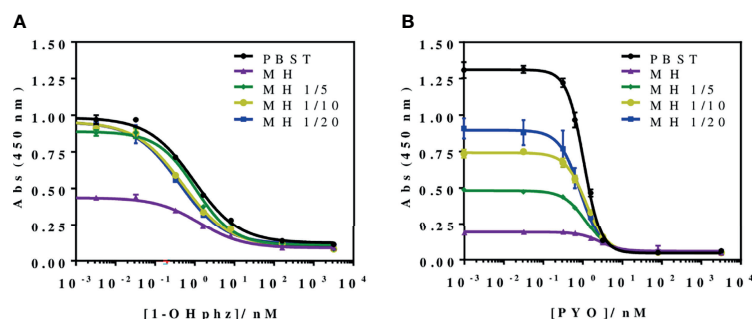 A
B
Abs (450 nm)
1.50
1.25
1.00
0.75
0.50
0.25
0.00
PBST
MH
MH 1/5
MH 1/10
MH 1/20
10⁻³ 10⁻² 10⁻¹ 10⁰ 10¹ 10² 10³ 10⁴
[1-OHphz]/ nM
Abs (450 nm)
1.50
1.25
1.00
0.75
0.50
0.25
0.00
PBST
MH
MH 1/5
MH 1/10
MH 1/20
10⁻³ 10⁻² 10⁻¹ 10⁰ 10¹ 10² 10³ 10⁴
[PYO]/ nM